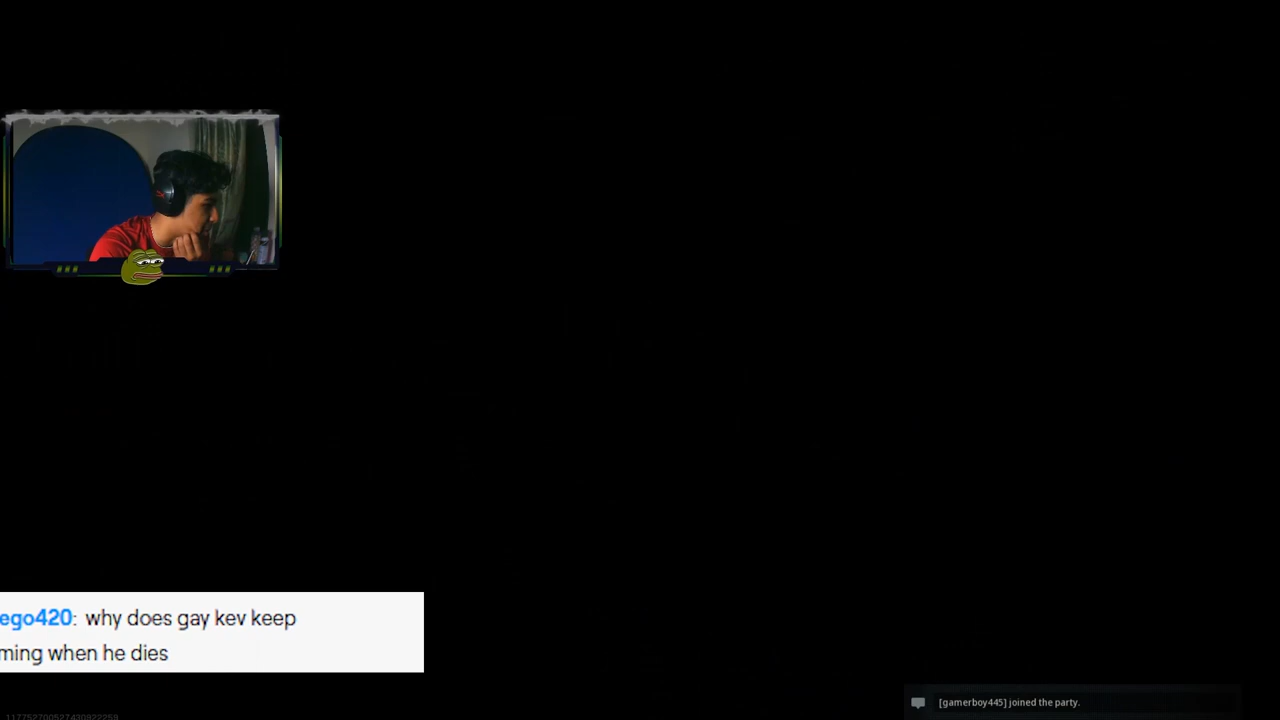 ego420: why does gay kev keep
ming when he dies
[gamerboy445] joined the party.